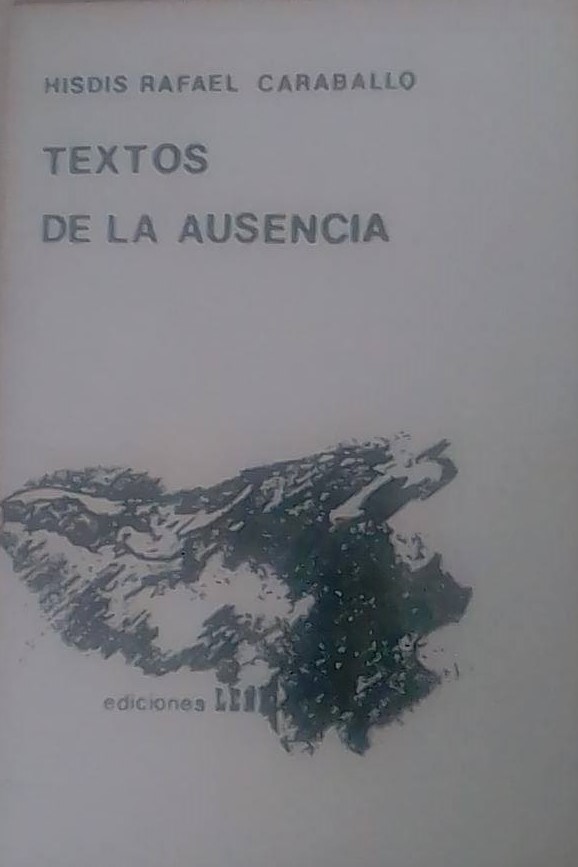 HISDIS RAFAEL CARABALLO
TEXTOS
DE LA AUSENCIA
ediciones